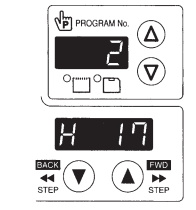 P PROGRAM No.
2
H 17
BACK FWD
STEP STEP